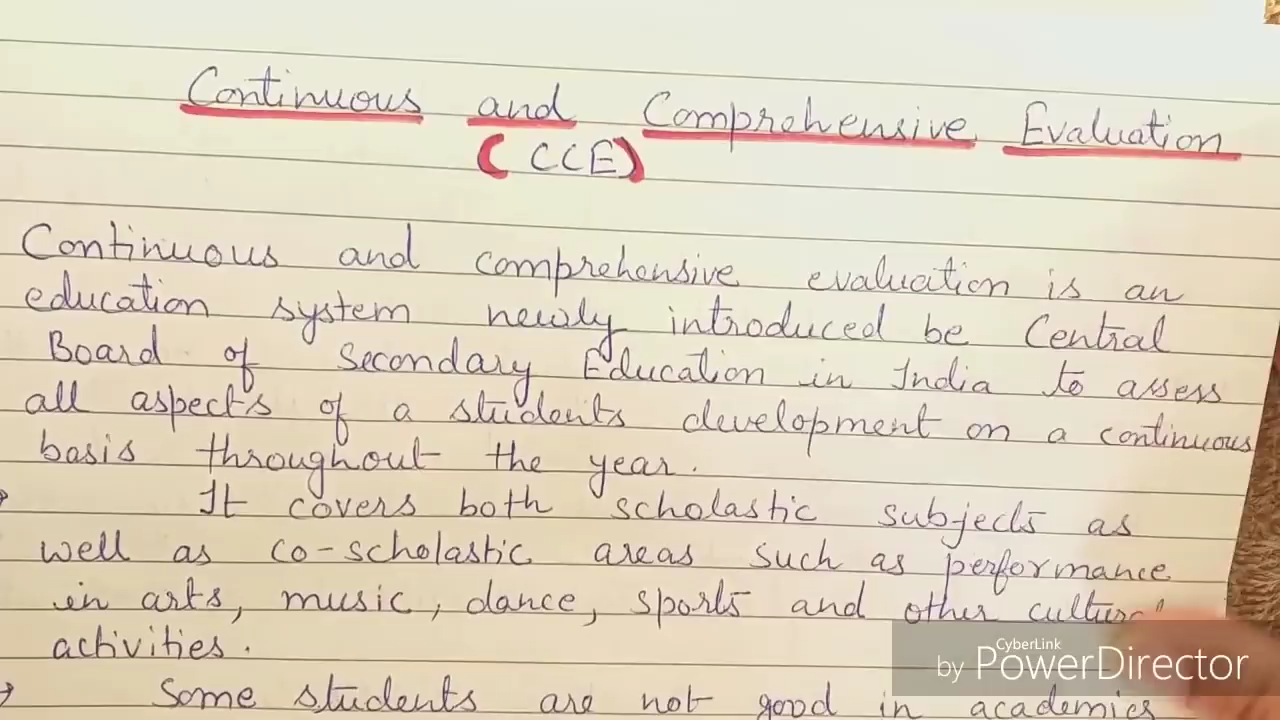 Continuous and Comprehensive Evaluation
(CCE)
Continuous and comprehensive evaluation is an
education system newly introduced be Central
Board of Secondary Education in India to assess
all aspects of a students development on a continuous
basis throughout the year.
It covers both scholastic subjects as
well as co-scholastic areas such as performance
in arts, music, dance, sports and other
activities.
Some students are not good in academics
CyberLink
by PowerDirector